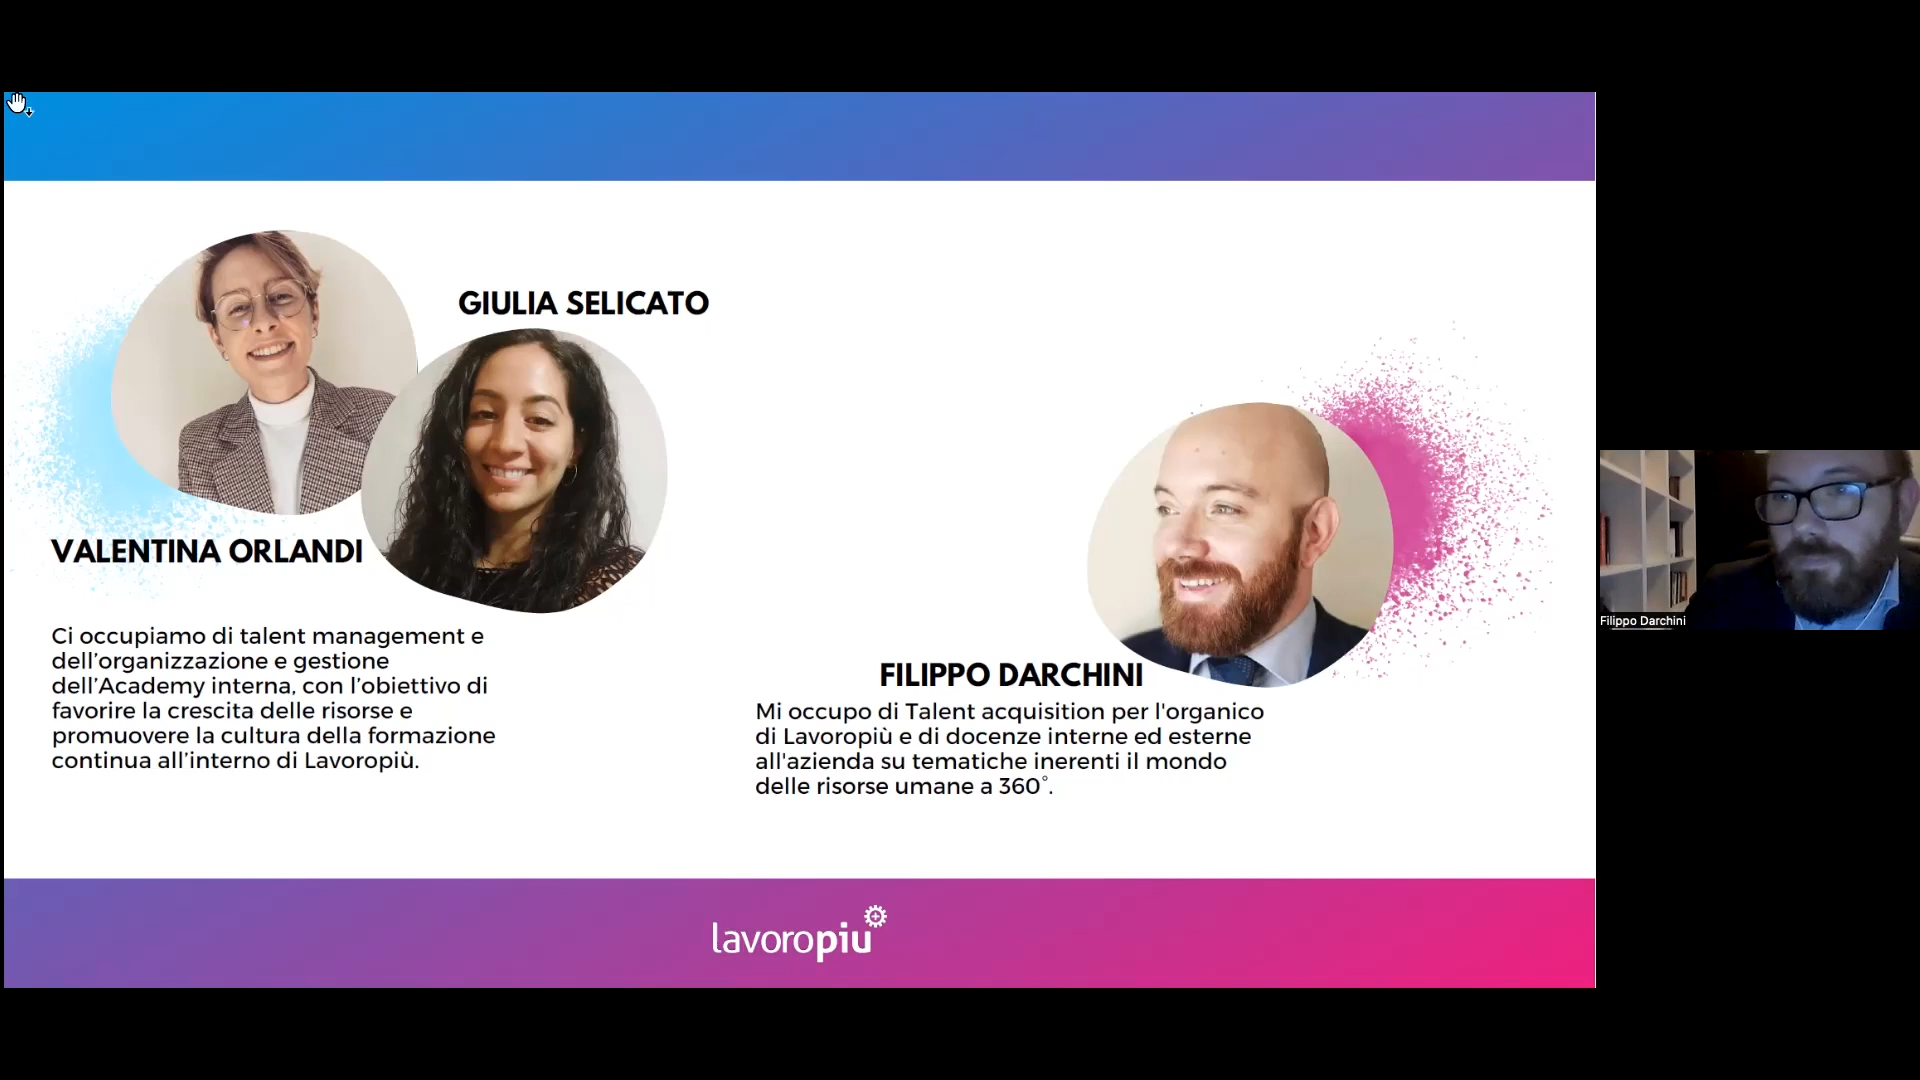 GIULIA SELICATO
VALENTINA ORLANDI
Ci occupiamo di talent management e
dell’organizzazione e gestione
dell’Academy interna, con l’obiettivo di
favorire la crescita delle risorse e
promuovere la cultura della formazione
continua all’interno di Lavoropiù.
FILIPPO DARCHINI
Mi occupo di Talent acquisition per l'organico
di Lavoropiù e di docenze interne ed esterne
all'azienda su tematiche inerenti il mondo
delle risorse umane a 360°.
lavoropiu
Filippo Darchini